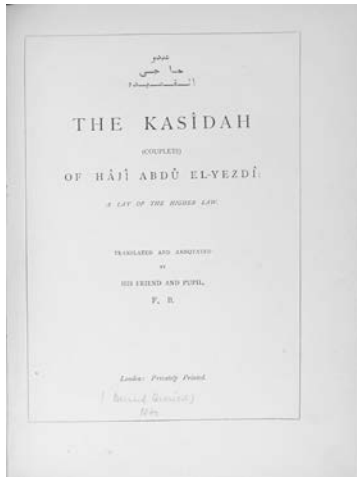 THE KASÎDAH
(COUPLETS)
OF HÂJÎ ABDÛ EL-YEZDÎ:
A LAY OF THE HIGHER LAW.
TRANSLATED AND ANNOTATED
BY
HIS FRIEND AND PUPIL,
F. B.
London: Privately Printed.